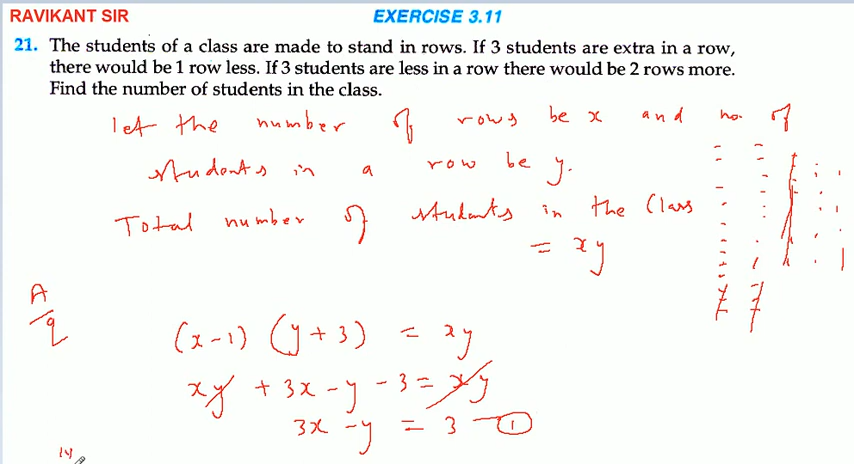 RAVIKANT SIR
EXERCISE 3.11
21. The students of a class are made to stand in rows. If 3 students are extra in a row,
there would be 1 row less. If 3 students are less in a row there would be 2 rows more.
Find the number of students in the class.
let the number of rows be x and no. of
students in a row be y.
Total number of students in the class
= xy
A/q
(x-1) (y+3) = xy
xy + 3x - y - 3 = xy
3x - y = 3 - ①